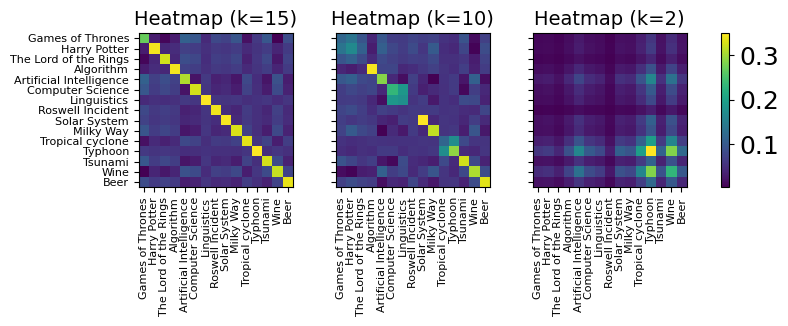 Heatmap (k=15)
Heatmap (k=10)
Heatmap (k=2)
Games of Thrones
Harry Potter
The Lord of the Rings
Algorithm
Artificial Intelligence
Computer Science
Linguistics
Roswell Incident
Solar System
Milky Way
Tropical cyclone
Typhoon
Tsunami
Wine
Beer
0.3
0.2
0.1
Games of Thrones
Harry Potter
The Lord of the Rings
Algorithm
Artificial Intelligence
Computer Science
Linguistics
Roswell Incident
Solar System
Milky Way
Tropical cyclone
Typhoon
Tsunami
Wine
Beer
Games of Thrones
Harry Potter
The Lord of the Rings
Algorithm
Artificial Intelligence
Computer Science
Linguistics
Roswell Incident
Solar System
Milky Way
Tropical cyclone
Typhoon
Tsunami
Wine
Beer
Games of Thrones
Harry Potter
The Lord of the Rings
Algorithm
Artificial Intelligence
Computer Science
Linguistics
Roswell Incident
Solar System
Milky Way
Tropical cyclone
Typhoon
Tsunami
Wine
Beer